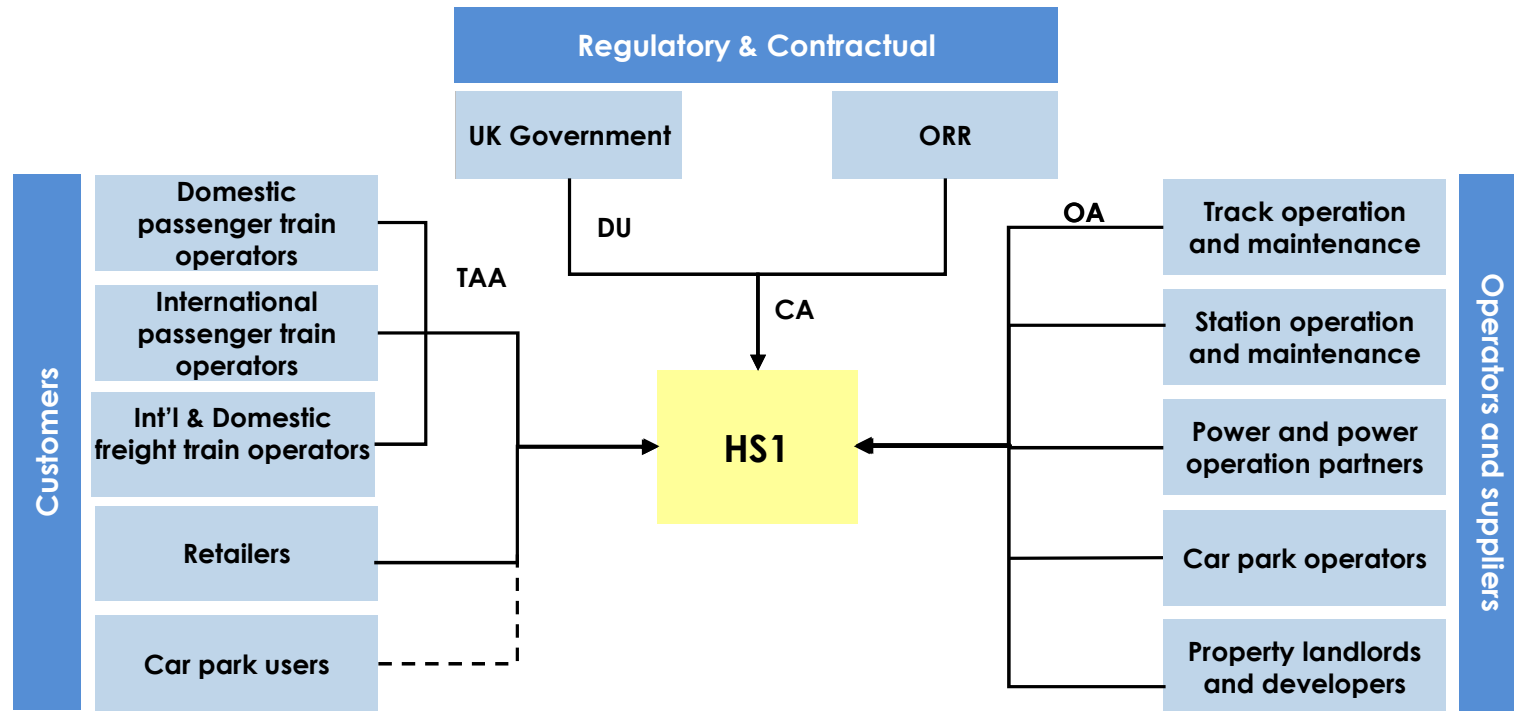 Regulatory & Contractual
UK Government
ORR
DU
CA
Customers
Domestic
passenger train
operators
International
passenger train
operators
Int’l & Domestic
freight train operators
Retailers
Car park users
TAA
HS1
OA
Track operation
and maintenance
Station operation
and maintenance
Power and power
operation partners
Car park operators
Property landlords
and developers
Operators and suppliers